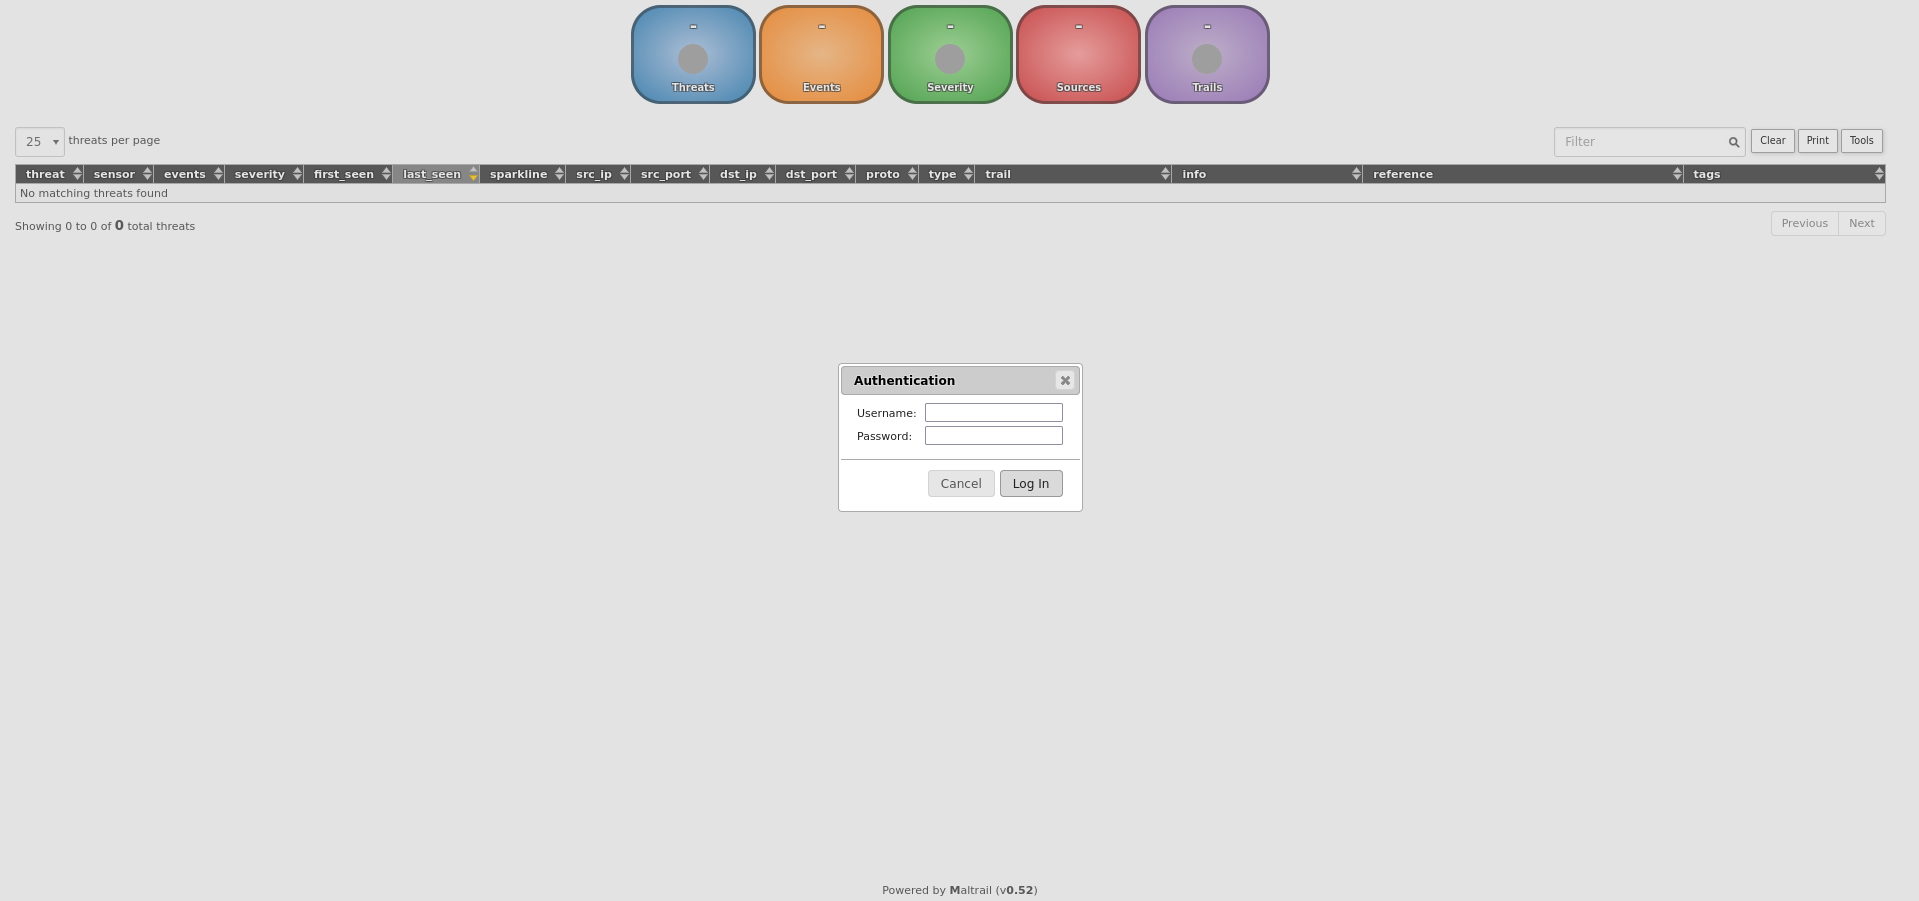 - - - - -
Threats Events Severity Sources Trails
25 threats per page Filter Clear Print Tools
threat sensor events severity first_seen last_seen sparkline src_ip src_port dst_ip dst_port proto type trail info reference tags
No matching threats found
Showing 0 to 0 of 0 total threats Previous Next
Authentication
Username:
Password:
Cancel Log In
Powered by Maltrail (v0.52)